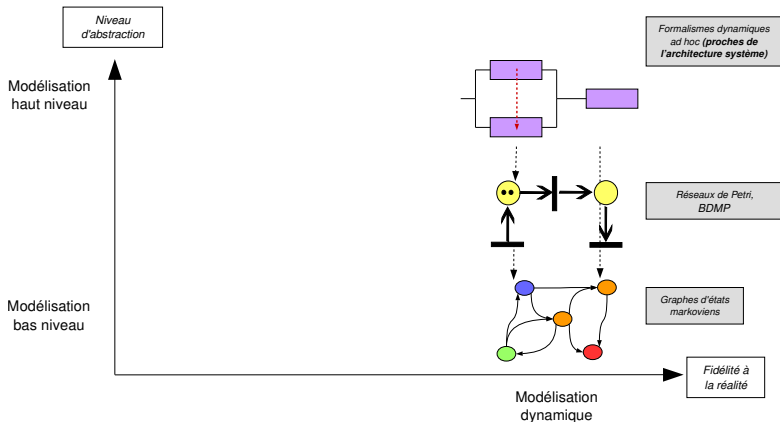 Niveau
d'abstraction
Formalismes dynamiques
ad hoc (proches de
l'architecture système)
Modélisation
haut niveau
Réseaux de Petri,
BDMP
Modélisation
bas niveau
Graphes d'états
markoviens
Fidélité à
la réalité
Modélisation
dynamique